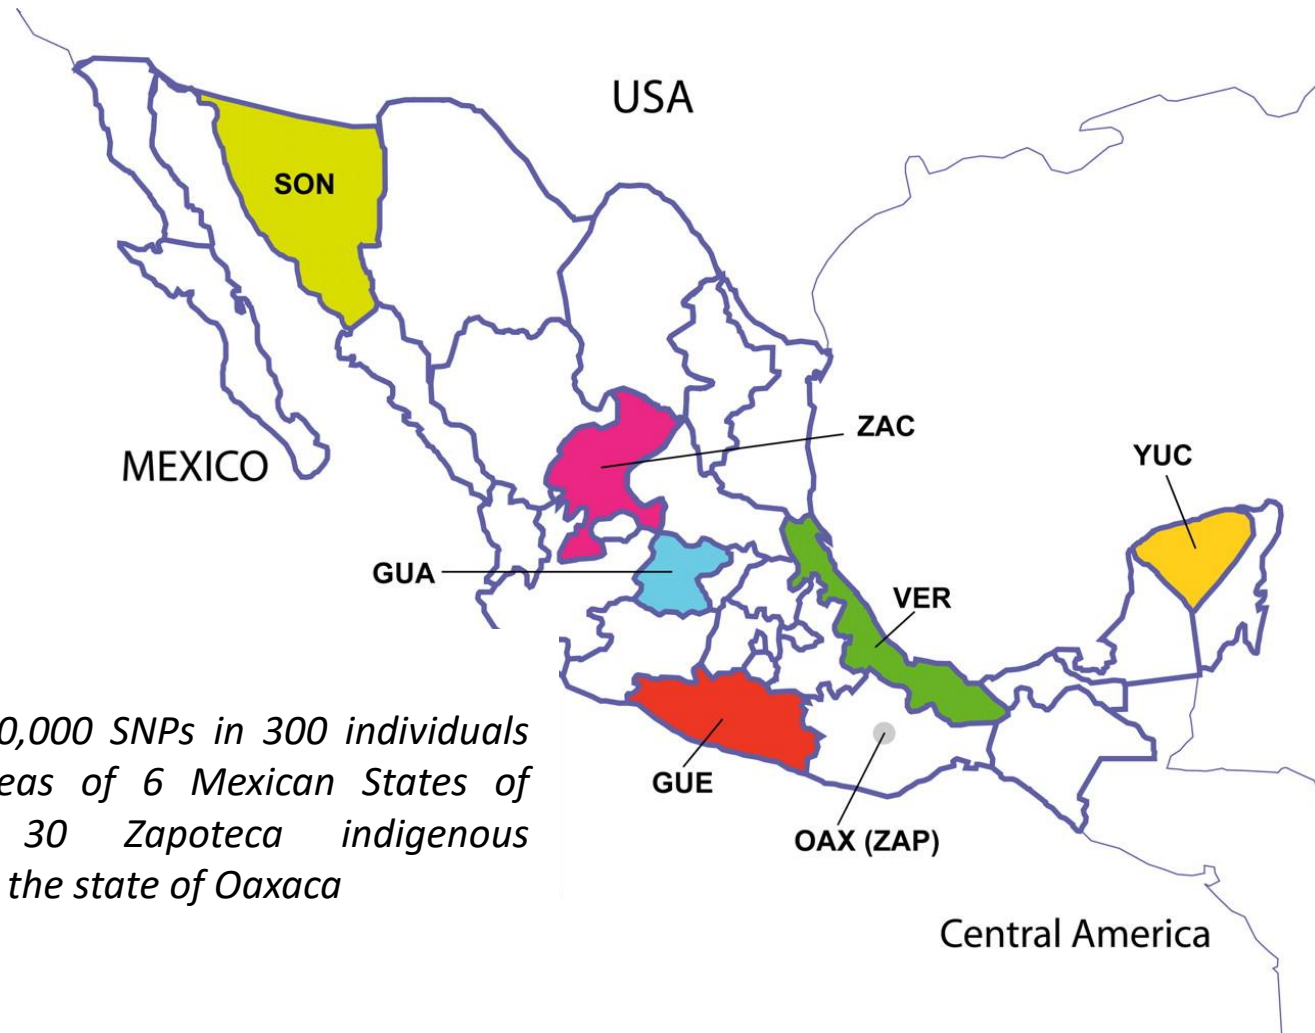 USA
SON
ZAC
MEXICO
YUC
GUA
VER
0,000 SNPs in 300 individuals
eas of 6 Mexican States of
30 Zapoteca indigenous
the state of Oaxaca
GUE
OAX (ZAP)
Central America